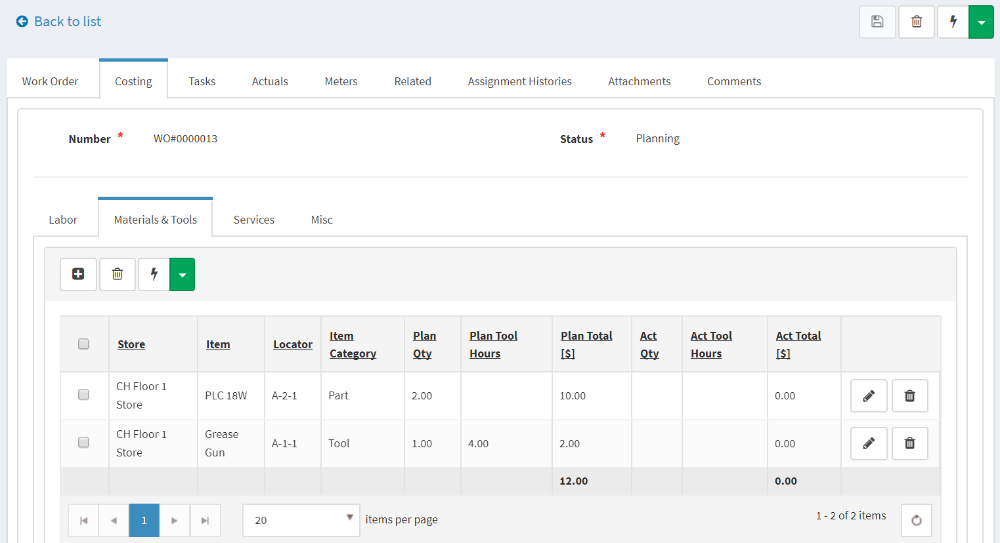 Back to list
Work Order Costing Tasks Actuals Meters Related Assignment Histories Attachments Comments
Number * WO#0000013 Status * Planning
Labor Materials & Tools Services Misc
Store Item Locator Item Category Plan Qty Plan Tool Hours Plan Total [$] Act Qty Act Tool Hours Act Total [$]
CH Floor 1 Store PLC 18W A-2-1 Part 2.00 10.00 0.00
CH Floor 1 Store Grease Gun A-1-1 Tool 1.00 4.00 2.00 0.00
12.00 0.00
1 20 items per page 1 - 2 of 2 items